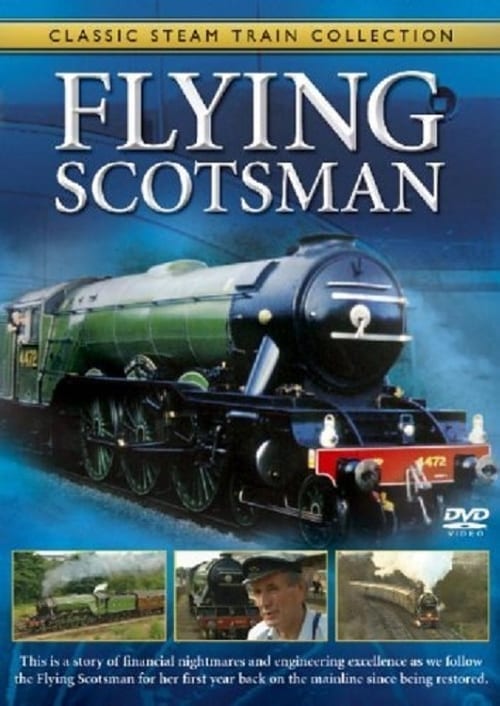 CLASSIC STEAM TRAIN COLLECTION
FLYING
SCOTSMAN
4472
4472
DVD
VIDEO
This is a story of financial nightmares and engineering excellence as we follow
the Flying Scotsman for her first year back on the mainline since being restored.